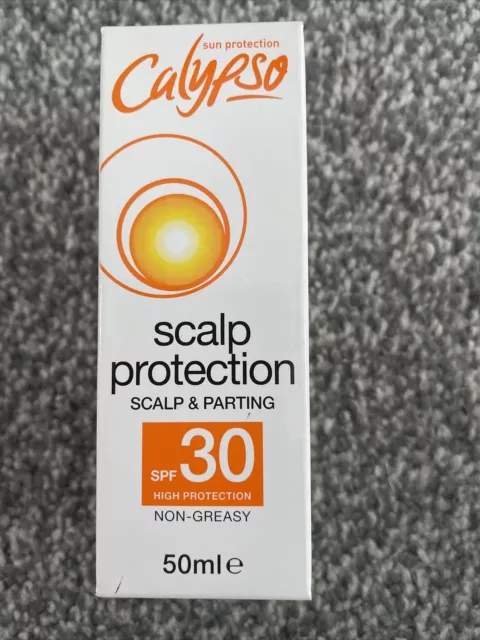 sun protection
Calypso
scalp
protection
SCALP & PARTING
SPF 30
HIGH PROTECTION
NON-GREASY
50ml e